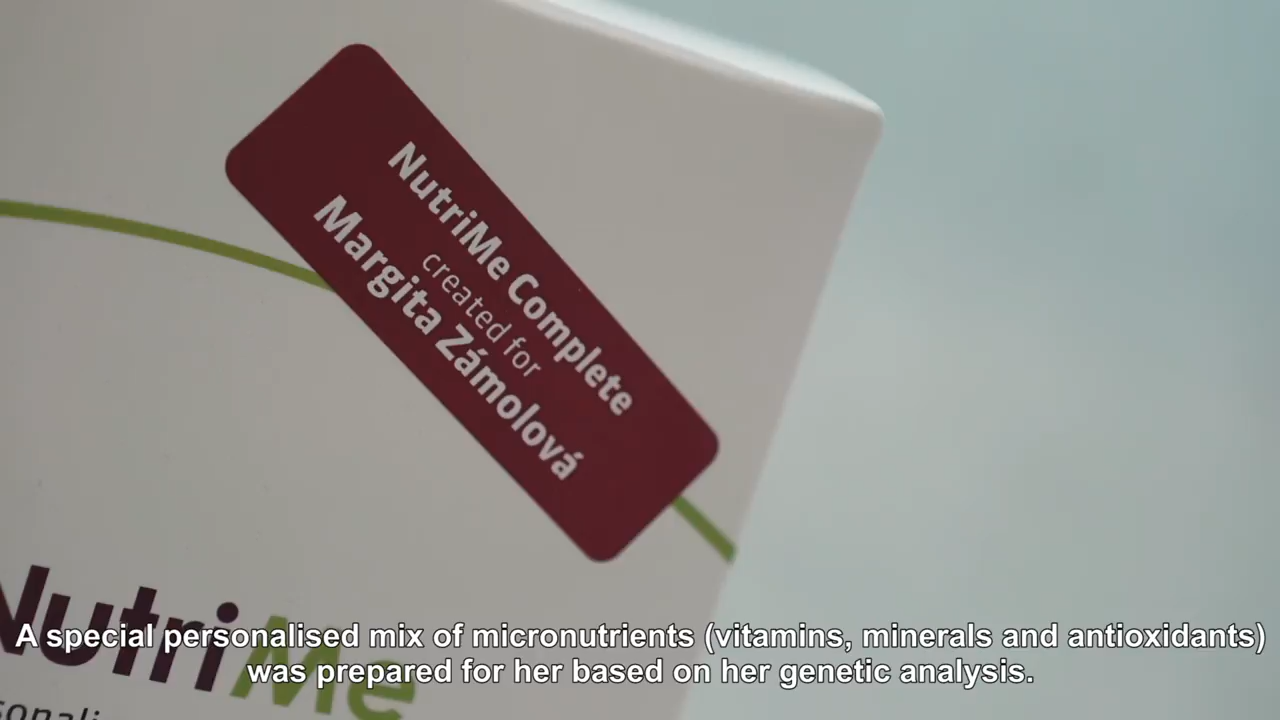 NutriMe Complete
created for
Margita Zámolová
NutriMe
A special personalised mix of micronutrients (vitamins, minerals and antioxidants)
was prepared for her based on her genetic analysis.